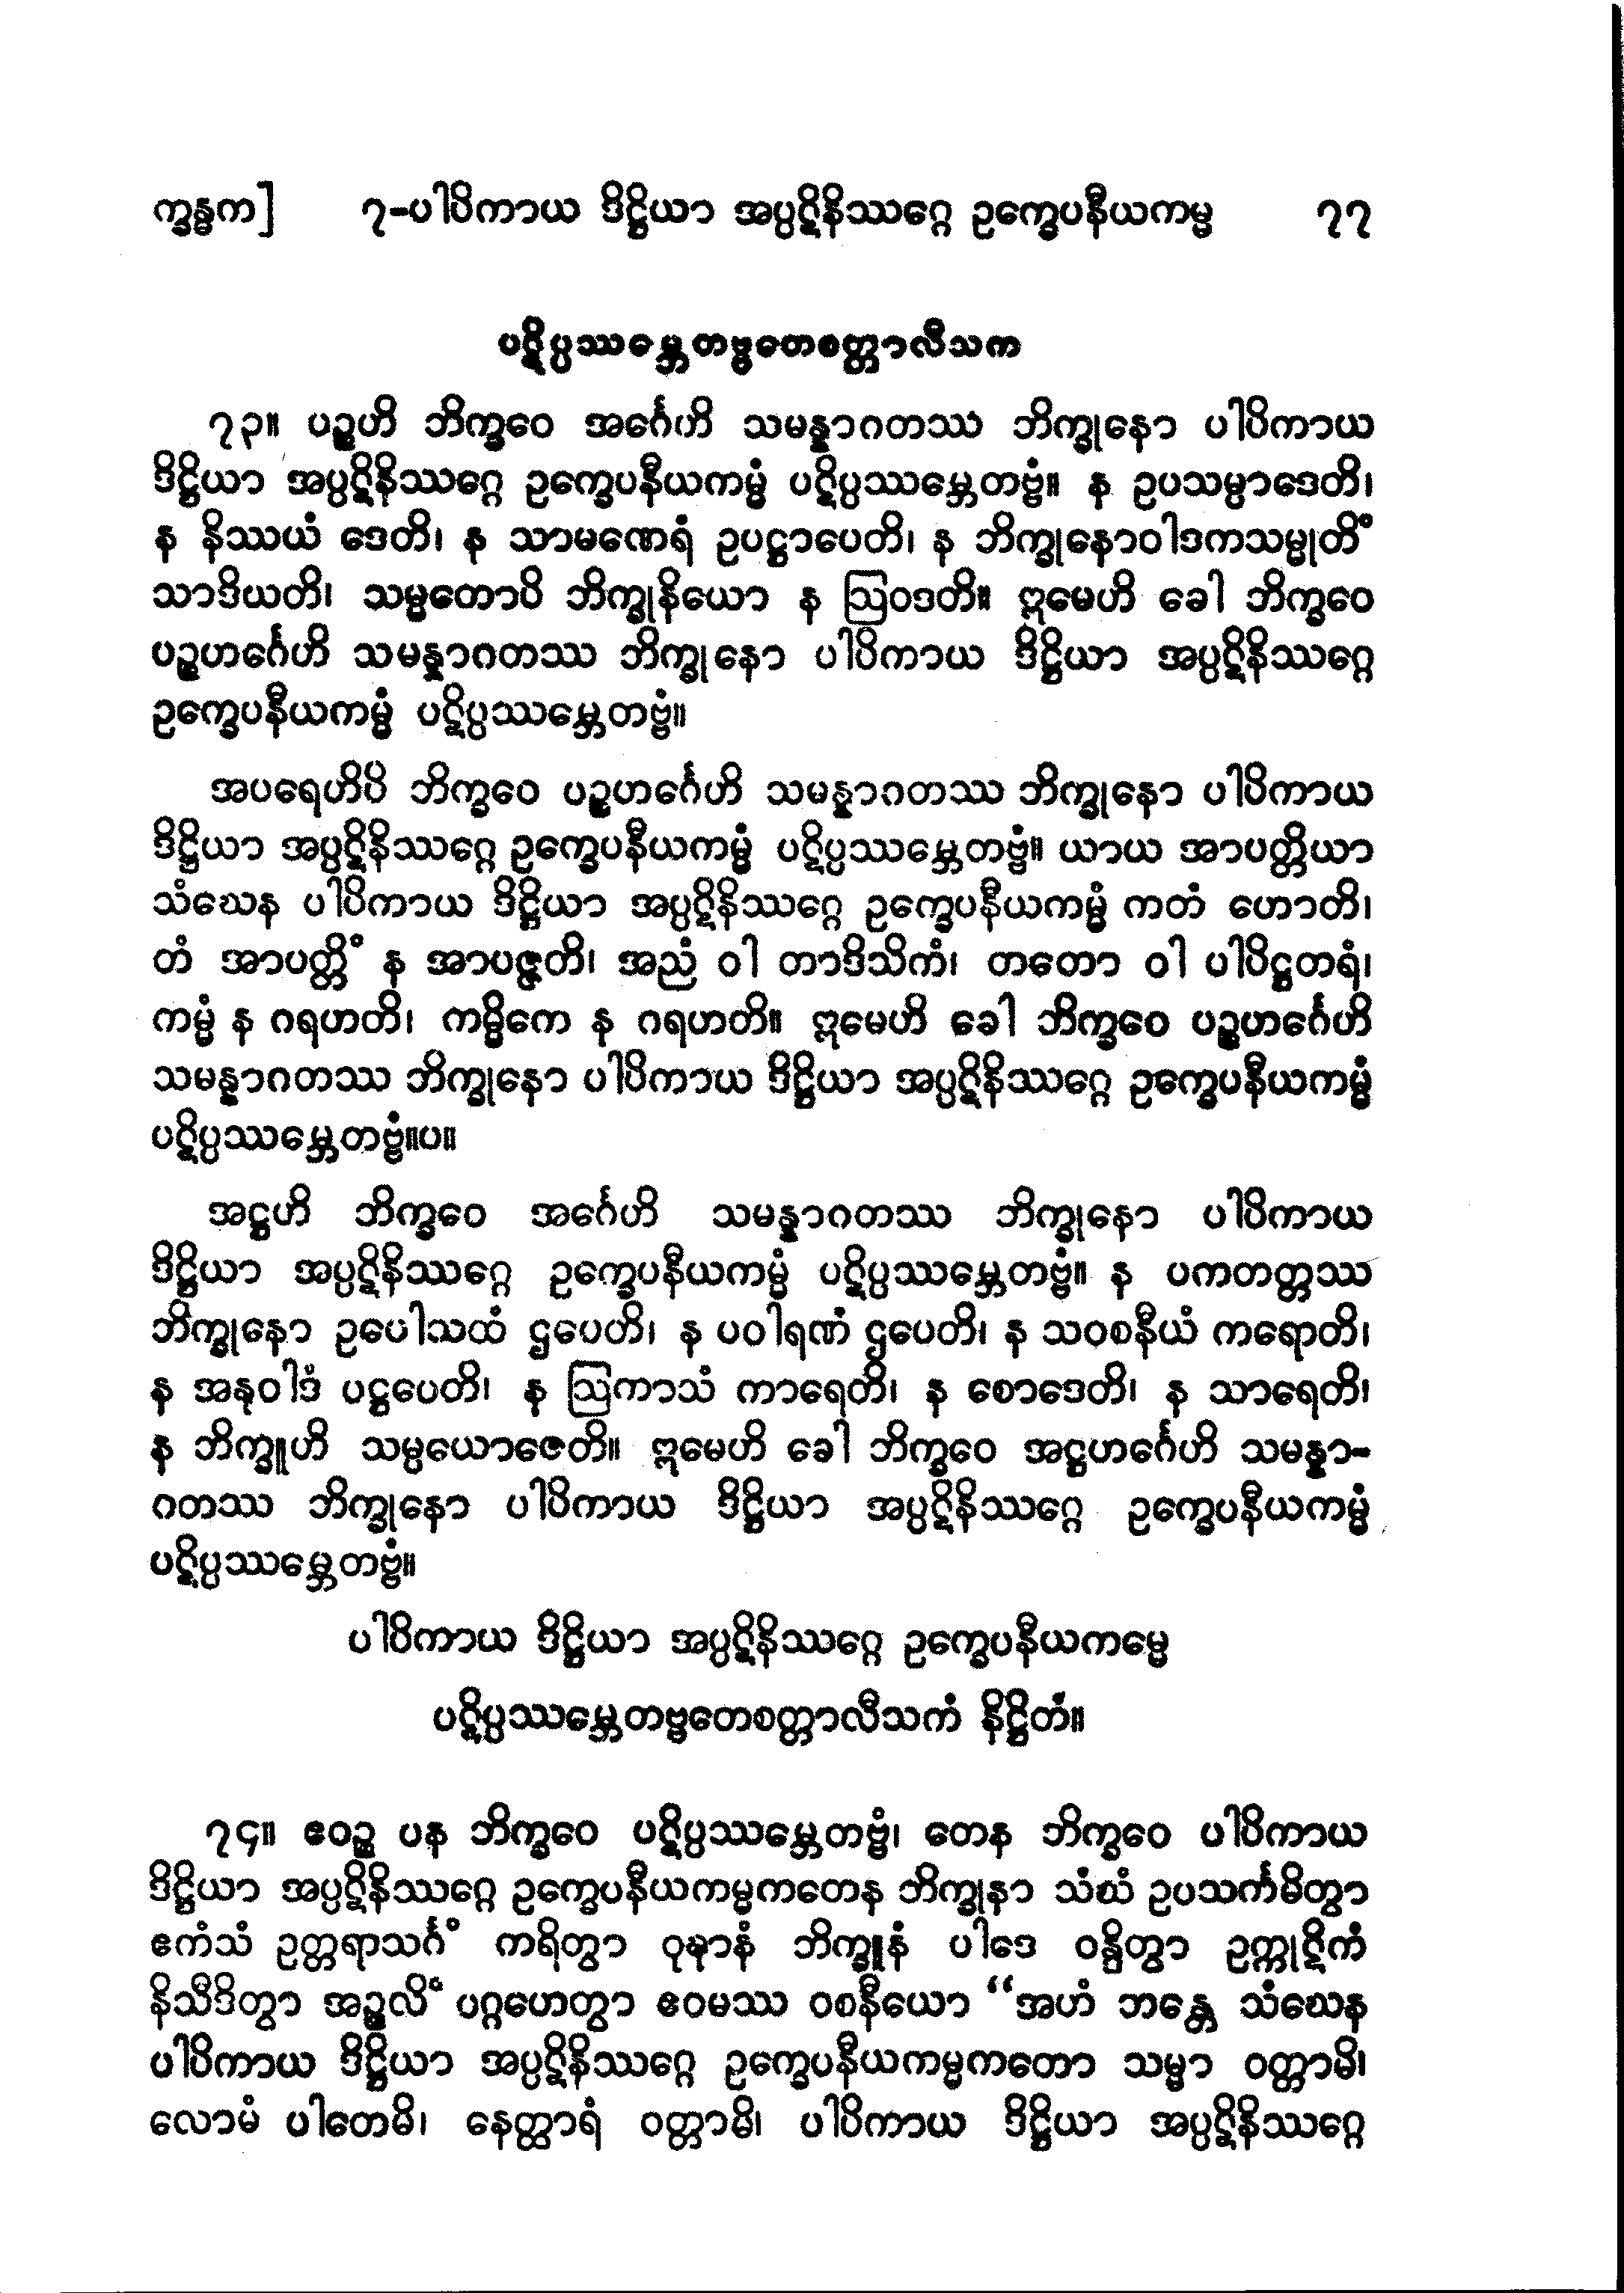 က္ခန္ဓက] ၇-ပါပိကာယ ဒိဋ္ဌိယာ အပ္ပဋိနိဿဂ္ဂေ ဥက္ခေပနီယကမ္မ ၇၇
ပဋိပ္ပဿမ္ဘေတဗ္ဗတေစတ္တာလီသက
၇၃။ ပဉ္စဟိ ဘိက္ခဝေ အင်္ဂေဟိ သမန္နာဂတဿ ဘိက္ခုနော ပါပိကာယ
ဒိဋ္ဌိယာ အပ္ပဋိနိဿဂ္ဂေ ဥက္ခေပနီယကမ္မံ ပဋိပ္ပဿမ္ဘေတဗ္ဗံ။ န ဥပသမ္ပာဒေတိ၊
န နိဿယံ ဒေတိ၊ န သာမဏေရံ ဥပဋ္ဌာပေတိ၊ န ဘိက္ခုနောဝါဒကသမ္မုတိံ
သာဒိယတိ၊ သမ္မတောပိ ဘိက္ခုနိယော န ဩဝဒတိ။ ဣမေဟိ ခေါ ဘိက္ခဝေ
ပဉ္စဟင်္ဂေဟိ သမန္နာဂတဿ ဘိက္ခုနော ပါပိကာယ ဒိဋ္ဌိယာ အပ္ပဋိနိဿဂ္ဂေ
ဥက္ခေပနီယကမ္မံ ပဋိပ္ပဿမ္ဘေတဗ္ဗံ။
အပရေဟိပိ ဘိက္ခဝေ ပဉ္စဟင်္ဂေဟိ သမန္နာဂတဿ ဘိက္ခုနော ပါပိကာယ
ဒိဋ္ဌိယာ အပ္ပဋိနိဿဂ္ဂေ ဥက္ခေပနီယကမ္မံ ပဋိပ္ပဿမ္ဘေတဗ္ဗံ။ ယာယ အာပတ္တိယာ
သံဃေန ပါပိကာယ ဒိဋ္ဌိယာ အပ္ပဋိနိဿဂ္ဂေ ဥက္ခေပနီယကမ္မံ ကတံ ဟောတိ၊
တံ အာပတ္တိံ န အာပဇ္ဇတိ၊ အညံ ဝါ တာဒိသိကံ၊ တတော ဝါ ပါပိဋ္ဌတရံ၊
ကမ္မံ န ဂရဟတိ၊ ကမ္မိကေ န ဂရဟတိ။ ဣမေဟိ ခေါ ဘိက္ခဝေ ပဉ္စဟင်္ဂေဟိ
သမန္နာဂတဿ ဘိက္ခုနော ပါပိကာယ ဒိဋ္ဌိယာ အပ္ပဋိနိဿဂ္ဂေ ဥက္ခေပနီယကမ္မံ
ပဋိပ္ပဿမ္ဘေတဗ္ဗံ။ပ။
အဋ္ဌဟိ ဘိက္ခဝေ အင်္ဂေဟိ သမန္နာဂတဿ ဘိက္ခုနော ပါပိကာယ
ဒိဋ္ဌိယာ အပ္ပဋိနိဿဂ္ဂေ ဥက္ခေပနီယကမ္မံ ပဋိပ္ပဿမ္ဘေတဗ္ဗံ။ န ပကတတ္တဿ
ဘိက္ခုနော ဥပေါသထံ ဌပေတိ၊ န ပဝါရဏံ ဌပေတိ၊ န သဝစနီယံ ကရောတိ၊
န အနုဝါဒံ ပဋ္ဌပေတိ၊ န ဩကာသံ ကာရေတိ၊ န စောဒေတိ၊ န သာရေတိ၊
န ဘိက္ခူဟိ သမ္ပယောဇေတိ။ ဣမေဟိ ခေါ ဘိက္ခဝေ အဋ္ဌဟင်္ဂေဟိ သမန္နာ-
ဂတဿ ဘိက္ခုနော ပါပိကာယ ဒိဋ္ဌိယာ အပ္ပဋိနိဿဂ္ဂေ ဥက္ခေပနီယကမ္မံ
ပဋိပ္ပဿမ္ဘေတဗ္ဗံ။
ပါပိကာယ ဒိဋ္ဌိယာ အပ္ပဋိနိဿဂ္ဂေ ဥက္ခေပနီယကမ္မေ
ပဋိပ္ပဿမ္ဘေတဗ္ဗတေစတ္တာလီသကံ နိဋ္ဌိတံ။
၇၄။ ဧဝဉ္စ ပန ဘိက္ခဝေ ပဋိပ္ပဿမ္ဘေတဗ္ဗံ၊ တေန ဘိက္ခဝေ ပါပိကာယ
ဒိဋ္ဌိယာ အပ္ပဋိနိဿဂ္ဂေ ဥက္ခေပနီယကမ္မကတေန ဘိက္ခုနာ သံဃံ ဥပသင်္ကမိတွာ
ဧကံသံ ဥတ္တရာသင်္ဂံ ကရိတွာ ဝုဍ္ဎာနံ ဘိက္ခူနံ ပါဒေ ဝန္ဒိတွာ ဥက္ကုဋိကံ
နိသီဒိတွာ အဉ္ဇလိံ ပဂ္ဂဟေတွာ ဧဝမဿ ဝစနီယော “အဟံ ဘန္တေ သံဃေန
ပါပိကာယ ဒိဋ္ဌိယာ အပ္ပဋိနိဿဂ္ဂေ ဥက္ခေပနီယကမ္မကတော သမ္မာ ဝတ္တာမိ၊
လောမံ ပါတေမိ၊ နေတ္ထာရံ ဝတ္တာမိ၊ ပါပိကာယ ဒိဋ္ဌိယာ အပ္ပဋိနိဿဂ္ဂေ